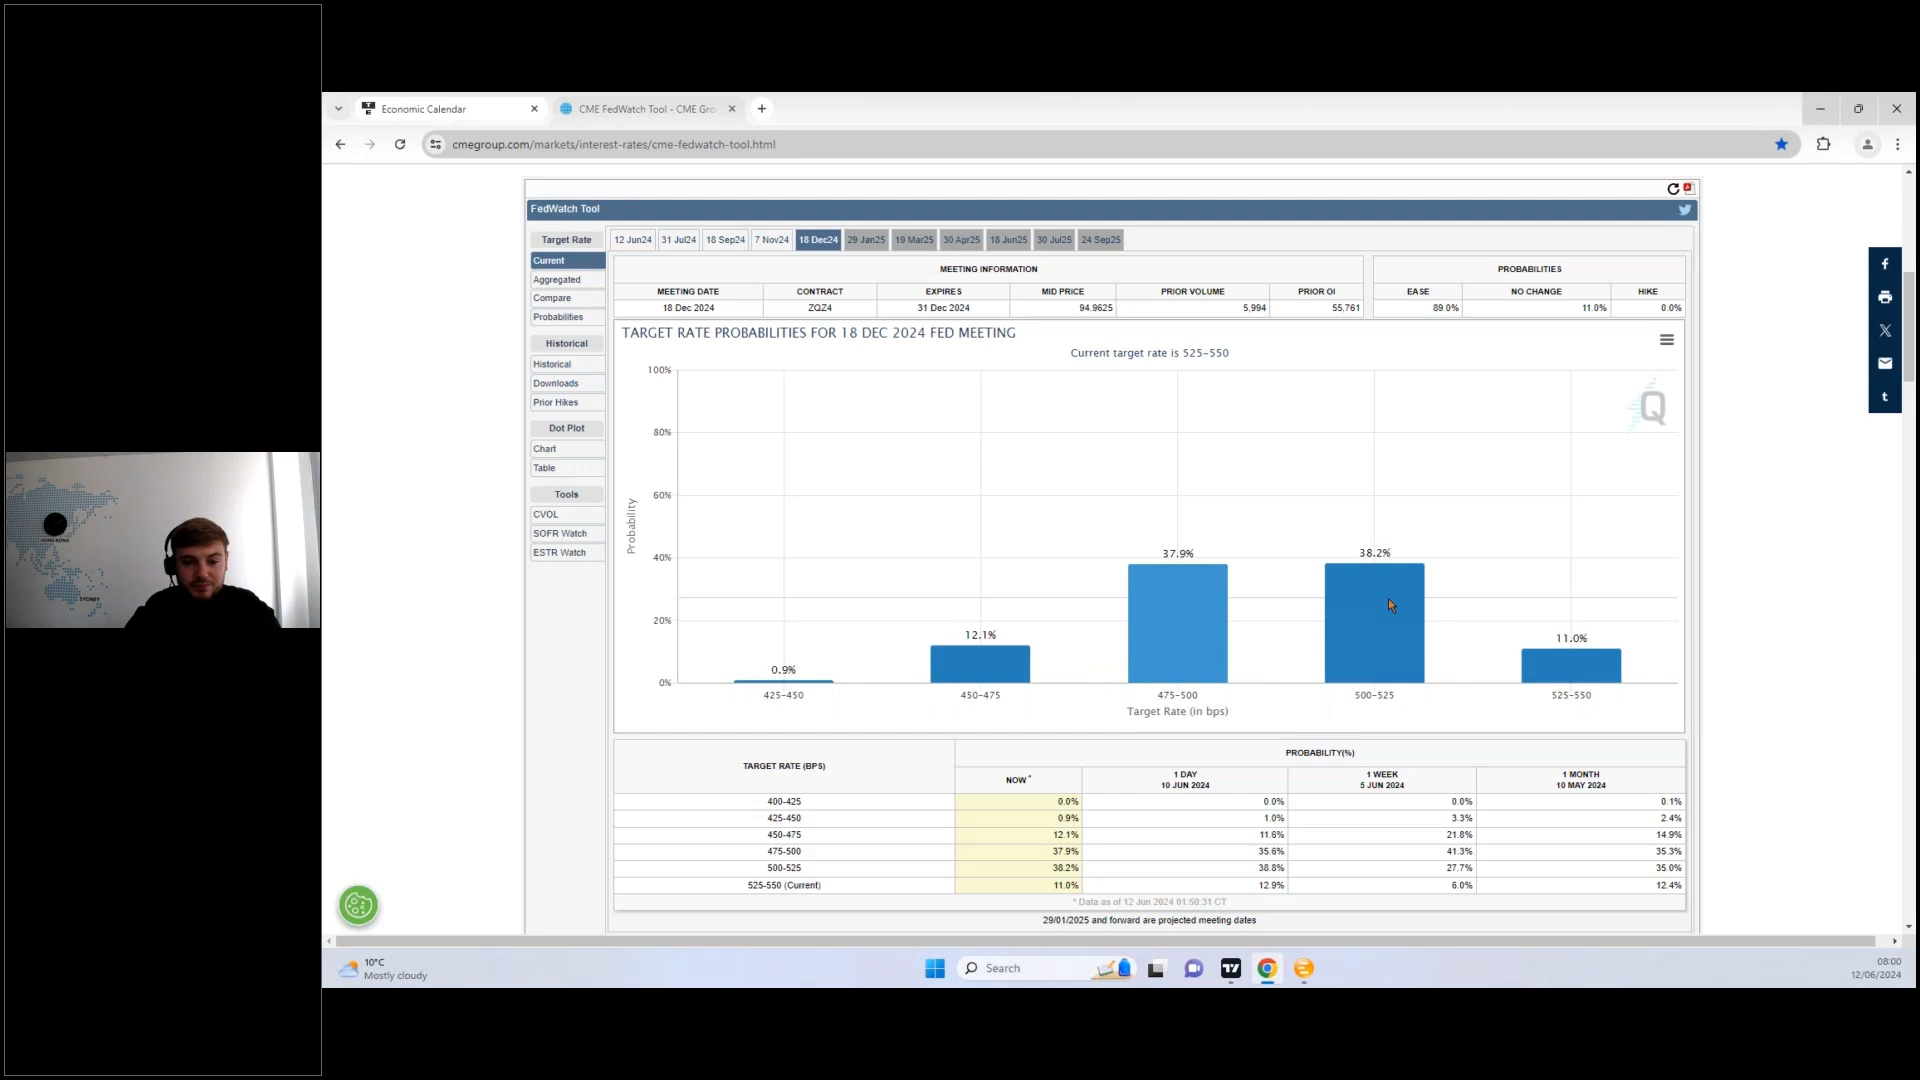 Economic Calendar
CME FedWatch Tool - CME Gro
cmegroup.com/markets/interest-rates/cme-fedwatch-tool.html
FedWatch Tool
Target Rate
Current
Aggregated
Compare
Probabilities
Historical
Historical
Downloads
Prior Hikes
Dot Plot
Chart
Table
Tools
CVOL
SOFR Watch
ESTR Watch
12 Jun24 31 Jul24 18 Sep24 7 Nov24 18 Dec24 29 Jan25 19 Mar25 30 Apr25 18 Jun25 30 Jul25 24 Sep25
MEETING INFORMATION
MEETING DATE CONTRACT EXPIRES MID PRICE PRIOR VOLUME PRIOR OI
18 Dec 2024 ZQZ4 31 Dec 2024 94.9625 5,994 55,761
PROBABILITIES
EASE NO CHANGE HIKE
89.0% 11.0% 0.0%
TARGET RATE PROBABILITIES FOR 18 DEC 2024 FED MEETING
Current target rate is 525-550
100%
80%
60%
40%
20%
0%
Probability
Q
0.9%
12.1%
37.9%
38.2%
11.0%
425-450 450-475 475-500 500-525 525-550
Target Rate (in bps)
TARGET RATE (BPS) PROBABILITY(%)
NOW * 1 DAY 1 WEEK 1 MONTH
10 JUN 2024 5 JUN 2024 10 MAY 2024
400-425 0.0% 0.0% 0.0% 0.1%
425-450 0.9% 1.0% 3.3% 2.4%
450-475 12.1% 11.6% 21.8% 14.9%
475-500 37.9% 35.6% 41.3% 35.3%
500-525 38.2% 38.8% 27.7% 35.0%
525-550 (Current) 11.0% 12.9% 6.0% 12.4%
* Data as of 12 Jun 2024 01:50:31 CT
29/01/2025 and forward are projected meeting dates
HONG KONG
SYDNEY
10°C
Mostly cloudy
Search
08:00
12/06/2024